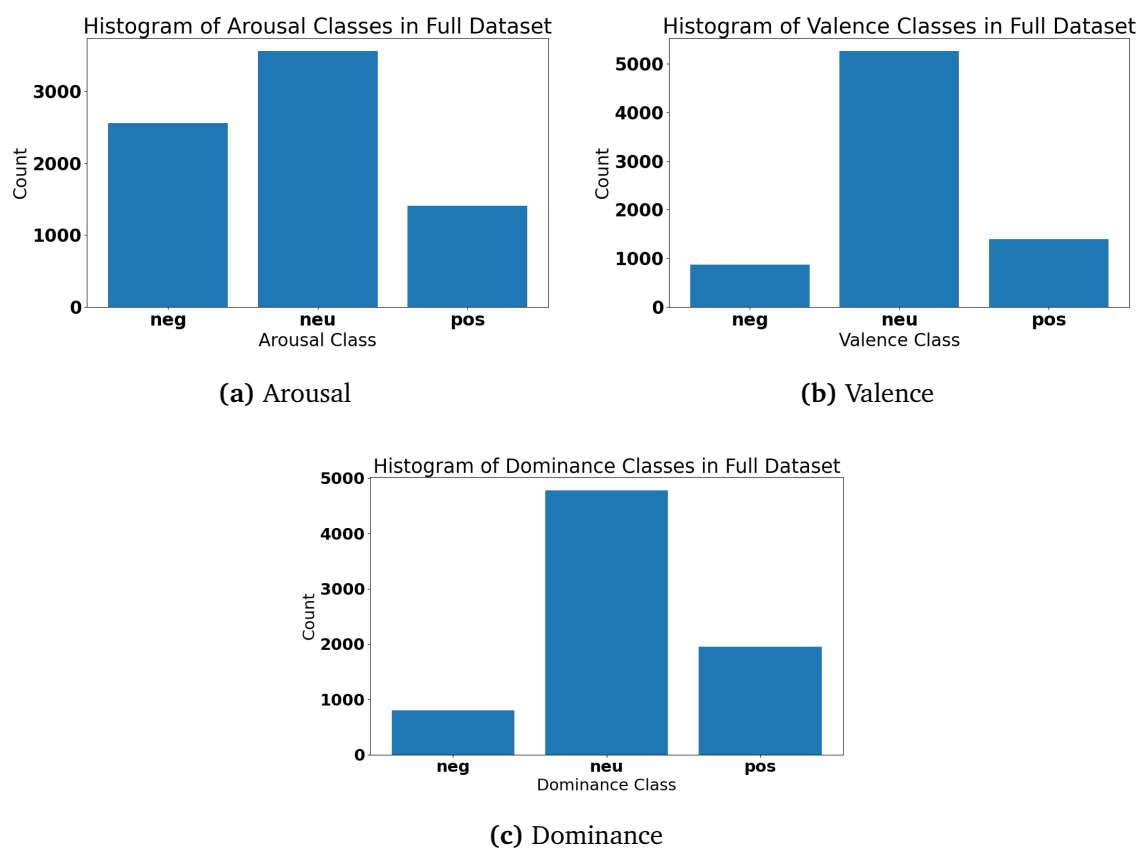 Histogram of Arousal Classes in Full Dataset
3000
2000
1000
0
Count
neg neu pos
Arousal Class
(a) Arousal
Histogram of Valence Classes in Full Dataset
5000
4000
3000
2000
1000
0
Count
neg neu pos
Valence Class
(b) Valence
Histogram of Dominance Classes in Full Dataset
5000
4000
3000
2000
1000
0
Count
neg neu pos
Dominance Class
(c) Dominance